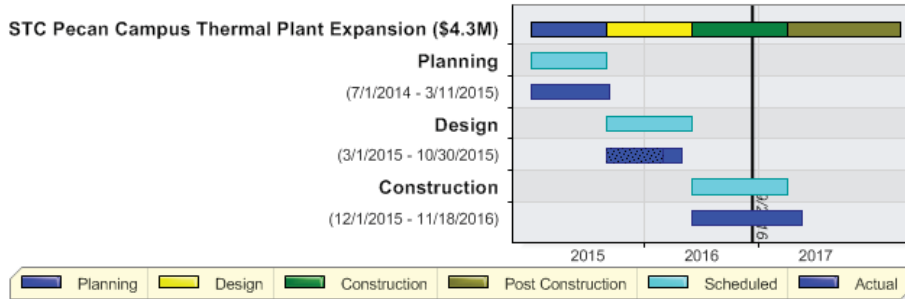 STC Pecan Campus Thermal Plant Expansion ($4.3M)
Planning
(7/1/2014 - 3/11/2015)
Design
(3/1/2015 - 10/30/2015)
Construction
(12/1/2015 - 11/18/2016)
2015 2016 2017
Planning Design Construction Post Construction Scheduled Actual